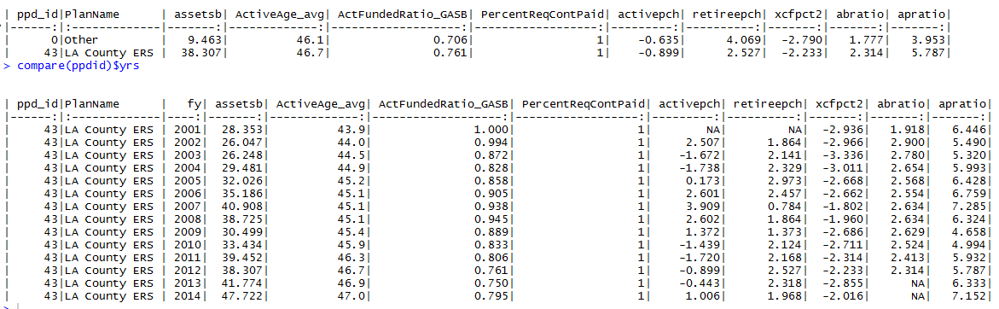 | ppd_id|PlanName      | assetsb| ActiveAge_avg| ActFundedRatio_GASB| PercentReqContPaid| activepch| retireepch| xcfpct2| abratio| apratio|
|------:|:-------------|-------:|-------------:|-------------------:|------------------:|---------:|----------:|-------:|-------:|-------:|
|      0|Other         |   9.463|          46.1|               0.706|                  1|    -0.635|      4.069|  -2.790|   1.777|   3.953|
|     43|LA County ERS |  38.307|          46.7|               0.761|                  1|    -0.899|      2.527|  -2.233|   2.314|   5.787|
> compare(ppdid)$yrs
| ppd_id|PlanName      |   fy| assetsb| ActiveAge_avg| ActFundedRatio_GASB| PercentReqContPaid| activepch| retireepch| xcfpct2| abratio| apratio|
|------:|:-------------|----:|-------:|-------------:|-------------------:|------------------:|---------:|----------:|-------:|-------:|-------:|
|     43|LA County ERS | 2001|  28.353|          43.9|               1.000|                  1|        NA|         NA|  -2.936|   1.918|   6.446|
|     43|LA County ERS | 2002|  26.047|          44.0|               0.994|                  1|     2.507|      1.864|  -2.966|   2.900|   5.490|
|     43|LA County ERS | 2003|  26.248|          44.5|               0.872|                  1|    -1.672|      2.141|  -3.336|   2.780|   5.320|
|     43|LA County ERS | 2004|  29.481|          44.9|               0.828|                  1|    -1.738|      2.329|  -3.011|   2.654|   5.993|
|     43|LA County ERS | 2005|  32.026|          45.2|               0.858|                  1|     0.173|      2.973|  -2.668|   2.568|   6.428|
|     43|LA County ERS | 2006|  35.186|          45.1|               0.905|                  1|     2.601|      2.457|  -2.662|   2.554|   6.759|
|     43|LA County ERS | 2007|  40.908|          45.1|               0.938|                  1|     3.909|      0.784|  -1.802|   2.634|   7.285|
|     43|LA County ERS | 2008|  38.725|          45.1|               0.945|                  1|     2.602|      1.864|  -1.960|   2.634|   6.324|
|     43|LA County ERS | 2009|  30.499|          45.4|               0.889|                  1|     1.372|      1.373|  -2.686|   2.629|   4.658|
|     43|LA County ERS | 2010|  33.434|          45.9|               0.833|                  1|    -1.439|      2.124|  -2.711|   2.524|   4.994|
|     43|LA County ERS | 2011|  39.452|          46.3|               0.806|                  1|    -1.720|      2.168|  -2.314|   2.413|   5.932|
|     43|LA County ERS | 2012|  38.307|          46.7|               0.761|                  1|    -0.899|      2.527|  -2.233|   2.314|   5.787|
|     43|LA County ERS | 2013|  41.774|          46.9|               0.750|                  1|    -0.443|      2.318|  -2.855|      NA|   6.333|
|     43|LA County ERS | 2014|  47.722|          47.0|               0.795|                  1|     1.006|      1.968|  -2.016|      NA|   7.152|